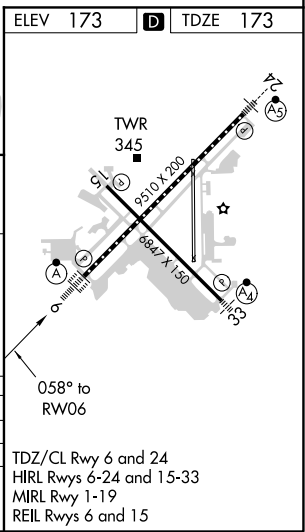 ELEV 173
D
TDZE 173
TWR
345
24
A5
P
15
P
9510 X 200
6847 X 150
P
A
P
A4
6
33
058° to
RW06
TDZ/CL Rwy 6 and 24
HIRL Rwys 6-24 and 15-33
MIRL Rwy 1-19
REIL Rwys 6 and 15